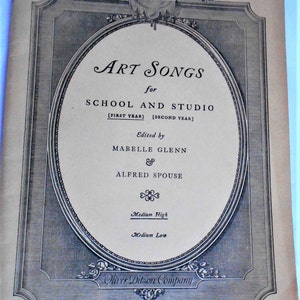 ART SONGS
for
SCHOOL AND STUDIO
[FIRST YEAR] [SECOND YEAR]
Edited by
MABELLE GLENN
&
ALFRED SPOUSE
Medium High
Medium Low
Oliver Ditson Company